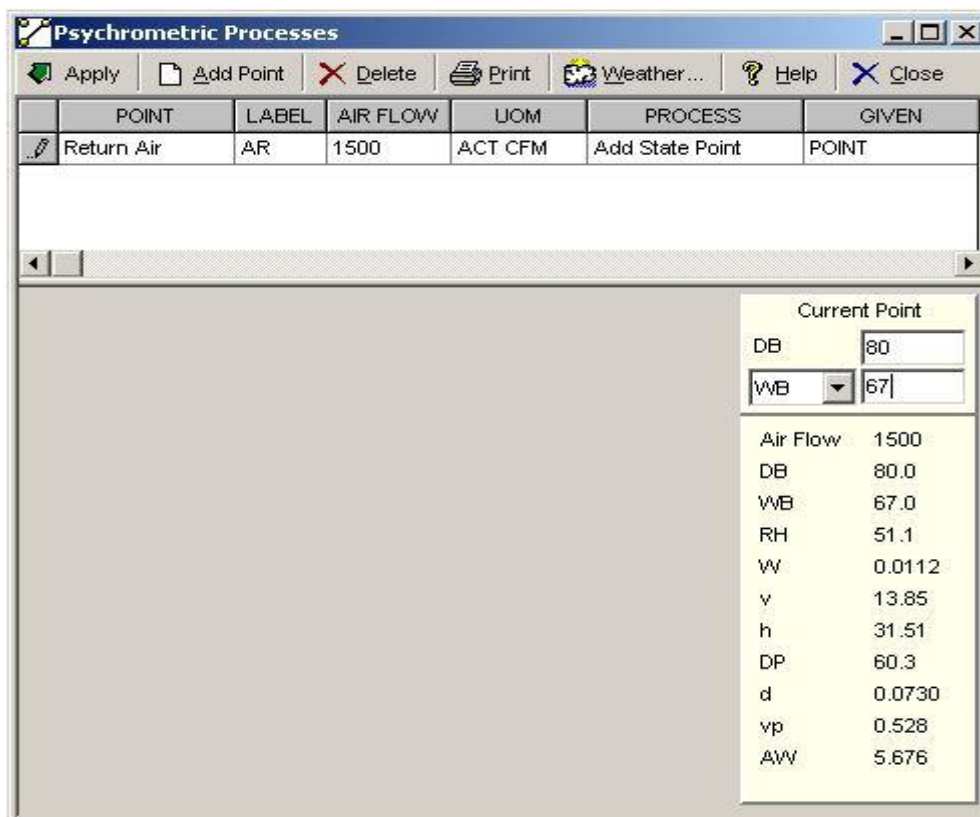 Psychrometric Processes
Apply Add Point Delete Print Weather... Help Close
POINT LABEL AIR FLOW UOM PROCESS GIVEN
Return Air AR 1500 ACT CFM Add State Point POINT
Current Point
DB 80
WB 67
Air Flow 1500
DB 80.0
WB 67.0
RH 51.1
W 0.0112
v 13.85
h 31.51
DP 60.3
d 0.0730
vp 0.528
AW 5.676